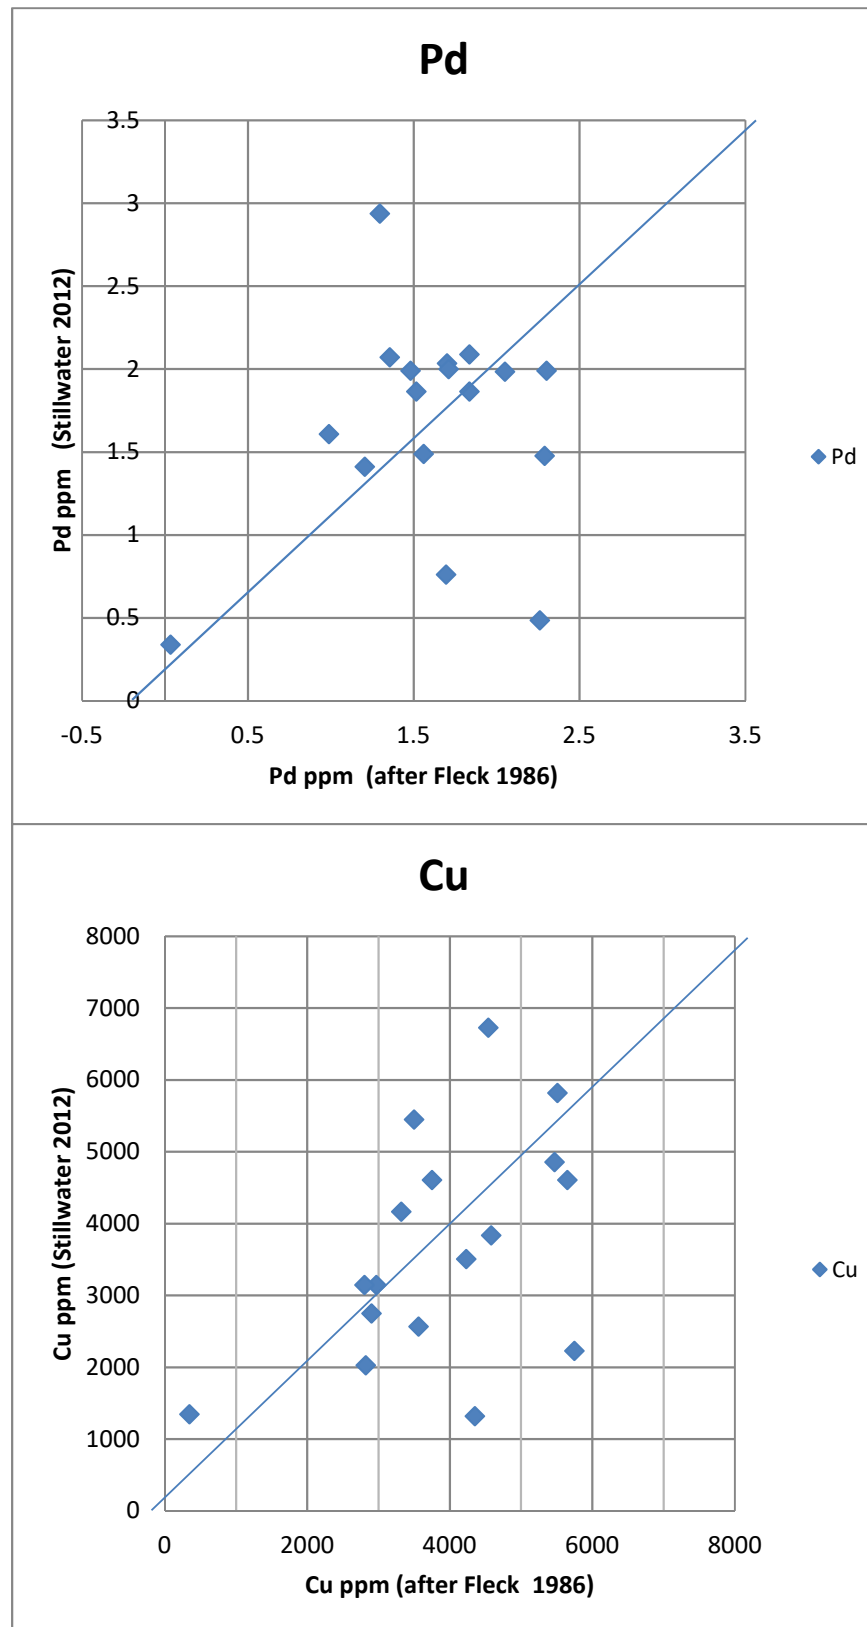 Pd
3.5
3
2.5
2
1.5
1
0.5
0
-0.5 0.5 1.5 2.5 3.5
Pd ppm (Stillwater 2012)
Pd ppm (after Fleck 1986)
Pd
Cu
8000
7000
6000
5000
4000
3000
2000
1000
0
0 2000 4000 6000 8000
Cu ppm (Stillwater 2012)
Cu ppm (after Fleck 1986)
Cu